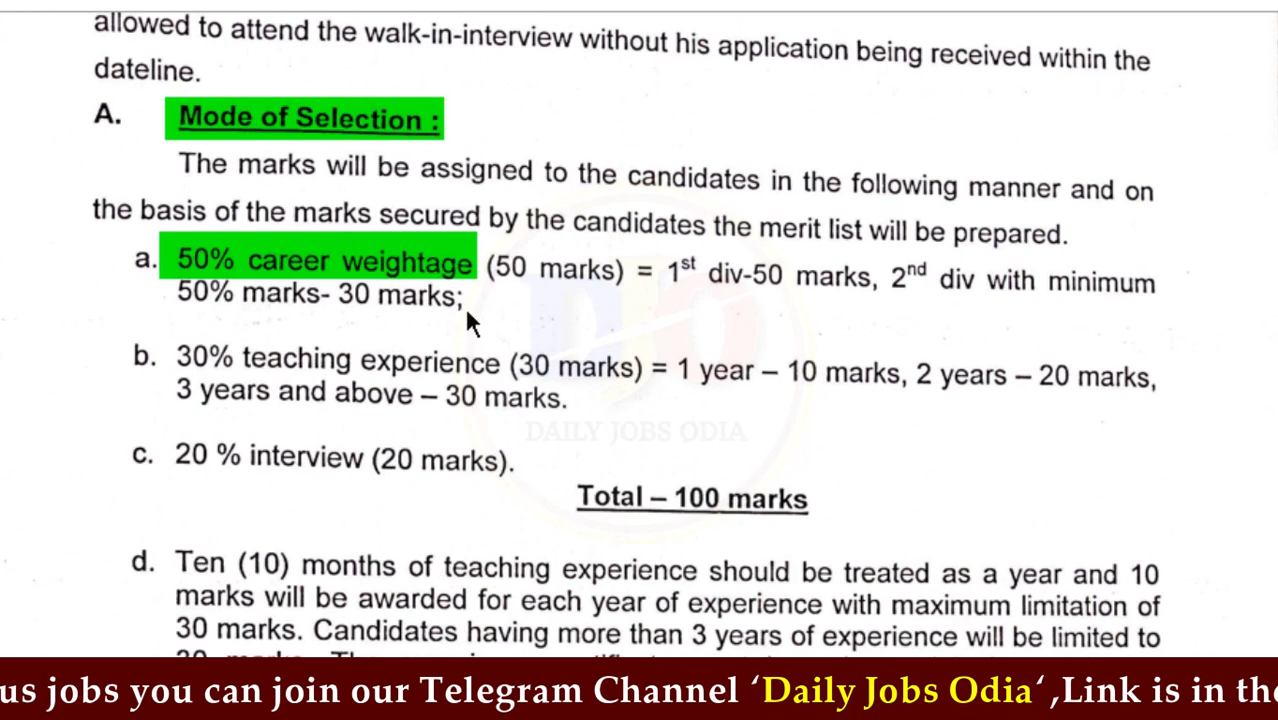 allowed to attend the walk-in-interview without his application being received within the
dateline.
A. Mode of Selection :
The marks will be assigned to the candidates in the following manner and on
the basis of the marks secured by the candidates the merit list will be prepared.
a. 50% career weightage (50 marks) = 1st div-50 marks, 2nd div with minimum
50% marks- 30 marks;
b. 30% teaching experience (30 marks) = 1 year – 10 marks, 2 years – 20 marks,
3 years and above – 30 marks.
DAILY JOBS ODIA
c. 20 % interview (20 marks).
Total – 100 marks
d. Ten (10) months of teaching experience should be treated as a year and 10
marks will be awarded for each year of experience with maximum limitation of
30 marks. Candidates having more than 3 years of experience will be limited to
us jobs you can join our Telegram Channel ‘Daily Jobs Odia‘,Link is in the